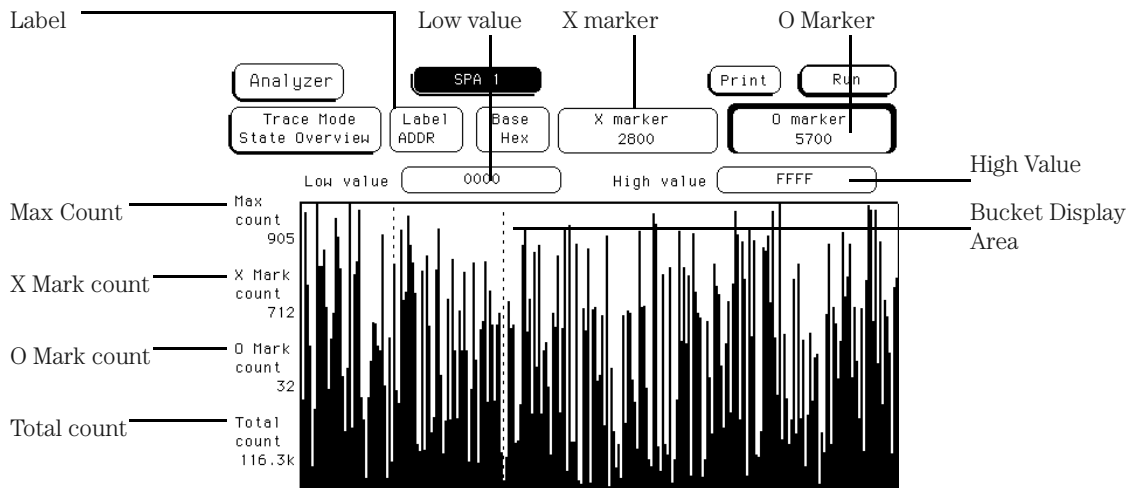 Label
Low value
X marker
O Marker
Analyzer
SPA 1
Print
Run
Trace Mode
State Overview
Label
ADDR
Base
Hex
X marker
2800
O marker
5700
Low value
0000
High value
FFFF
High Value
Max Count
Max
count
905
Bucket Display
Area
X Mark count
X Mark
count
712
O Mark count
O Mark
count
32
Total count
Total
count
116.3k